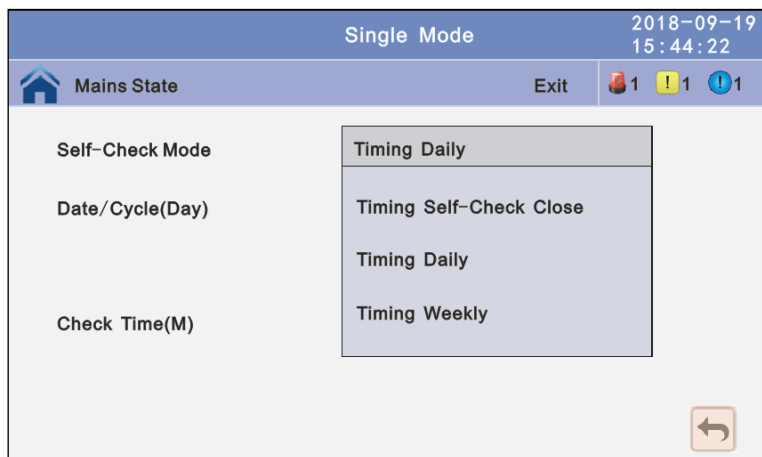 Single Mode
2018-09-19
15:44:22
Mains State
Exit
1
! 1
! 1
Self-Check Mode
Timing Daily
Date/Cycle(Day)
Timing Self-Check Close
Timing Daily
Timing Weekly
Check Time(M)